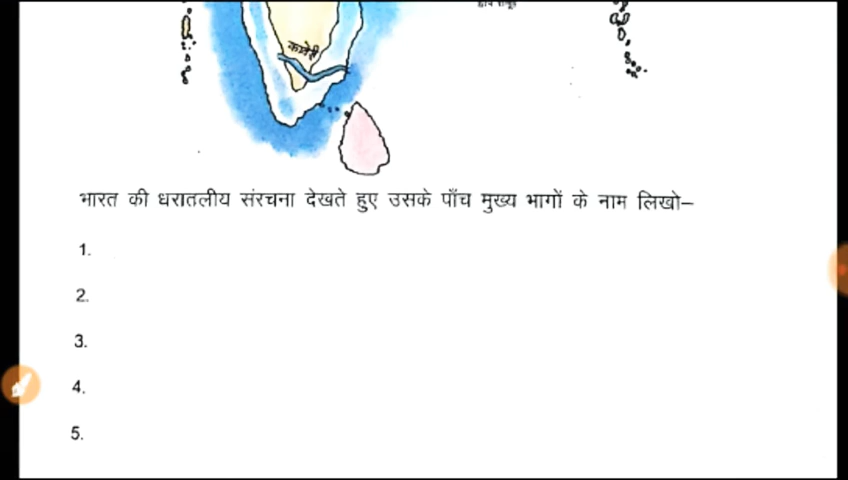 कावेरी
भारत की धरातलीय संरचना देखते हुए उसके पाँच मुख्य भागों के नाम लिखो–
1.
2.
3.
4.
5.